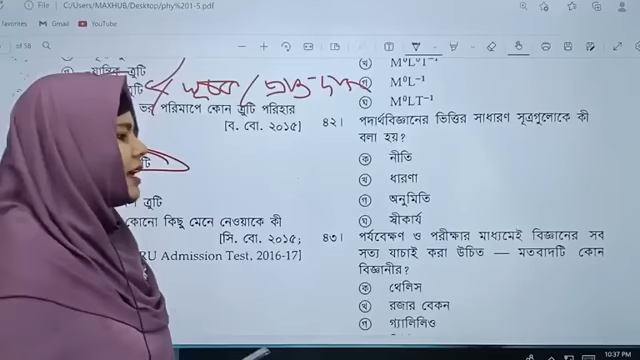 File | C:/Users/MAXHUB/Desktop/phy%201-5.pdf
favorites Gmail YouTube
of 58
যান্ত্রিক ত্রুটি
ত্রুটি
ভর পরিমাপে কোন ত্রুটি পরিহার
[ব. বো. ২০১৫]
টি
ত্রুটি
কোনো কিছু মেনে নেওয়াকে কী
[সি. বো. ২০১৫;
RU Admission Test, 2016-17]
খ
গ M⁰L⁻¹
ঘ M⁰LT⁻¹
৪২। পদার্থবিজ্ঞানের ভিত্তির সাধারণ সূত্রগুলোকে কী
বলা হয়?
ক নীতি
খ ধারণা
গ অনুমিতি
ঘ স্বীকার্য
৪৩। পর্যবেক্ষণ ও পরীক্ষার মাধ্যমেই বিজ্ঞানের সব
সত্য যাচাই করা উচিত — মতবাদটি কোন
বিজ্ঞানীর?
ক থেলিস
খ রজার বেকন
গ গ্যালিলিও
10:37 PM